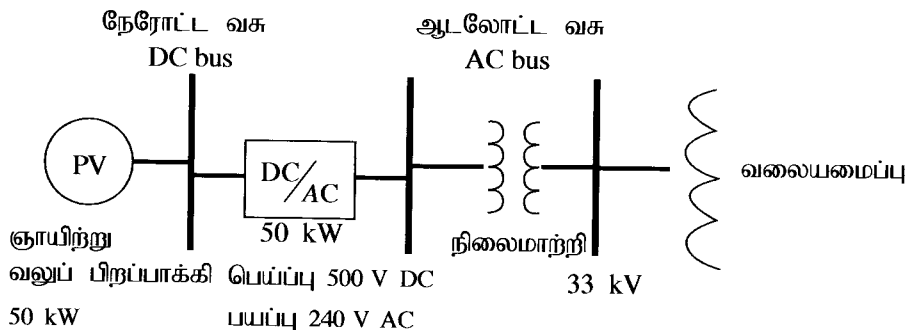 நேரோட்ட வசு
DC bus
ஆடலோட்ட வசு
AC bus
PV
DC/AC
50 kW
வலையமைப்பு
ஞாயிற்று
வலுப் பிறப்பாக்கி
50 kW
பெய்ப்பு 500 V DC
பயப்பு 240 V AC
நிலைமாற்றி
33 kV